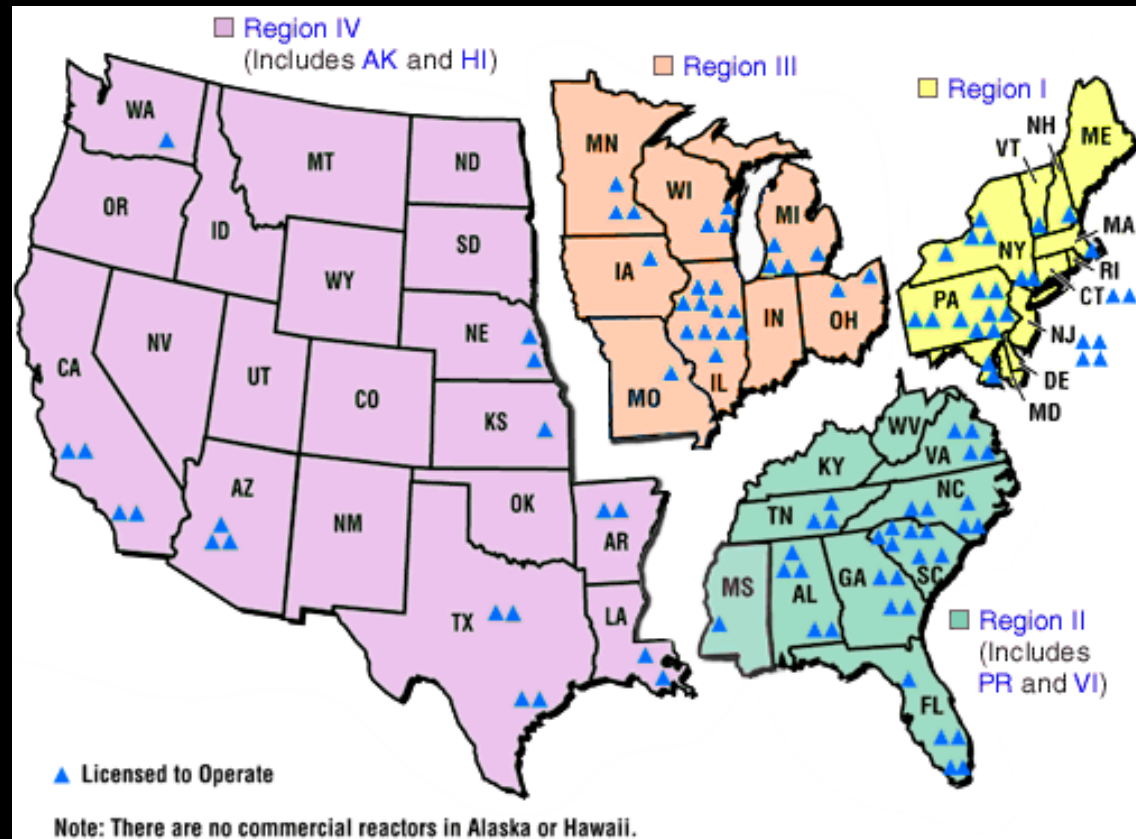 Region IV
(Includes AK and HI)
Region III
Region I
WA
MT
ND
MN
WI
MI
VT
NH
ME
OR
ID
SD
WY
IA
NY
MA
RI
CT
PA
NJ
DE
MD
NE
IL
IN
OH
CA
NV
UT
CO
KS
MO
WV
KY
VA
AZ
NM
OK
AR
TN
NC
TX
LA
MS
AL
GA
SC
Region II
(Includes
PR and VI)
FL
Licensed to Operate
Note: There are no commercial reactors in Alaska or Hawaii.